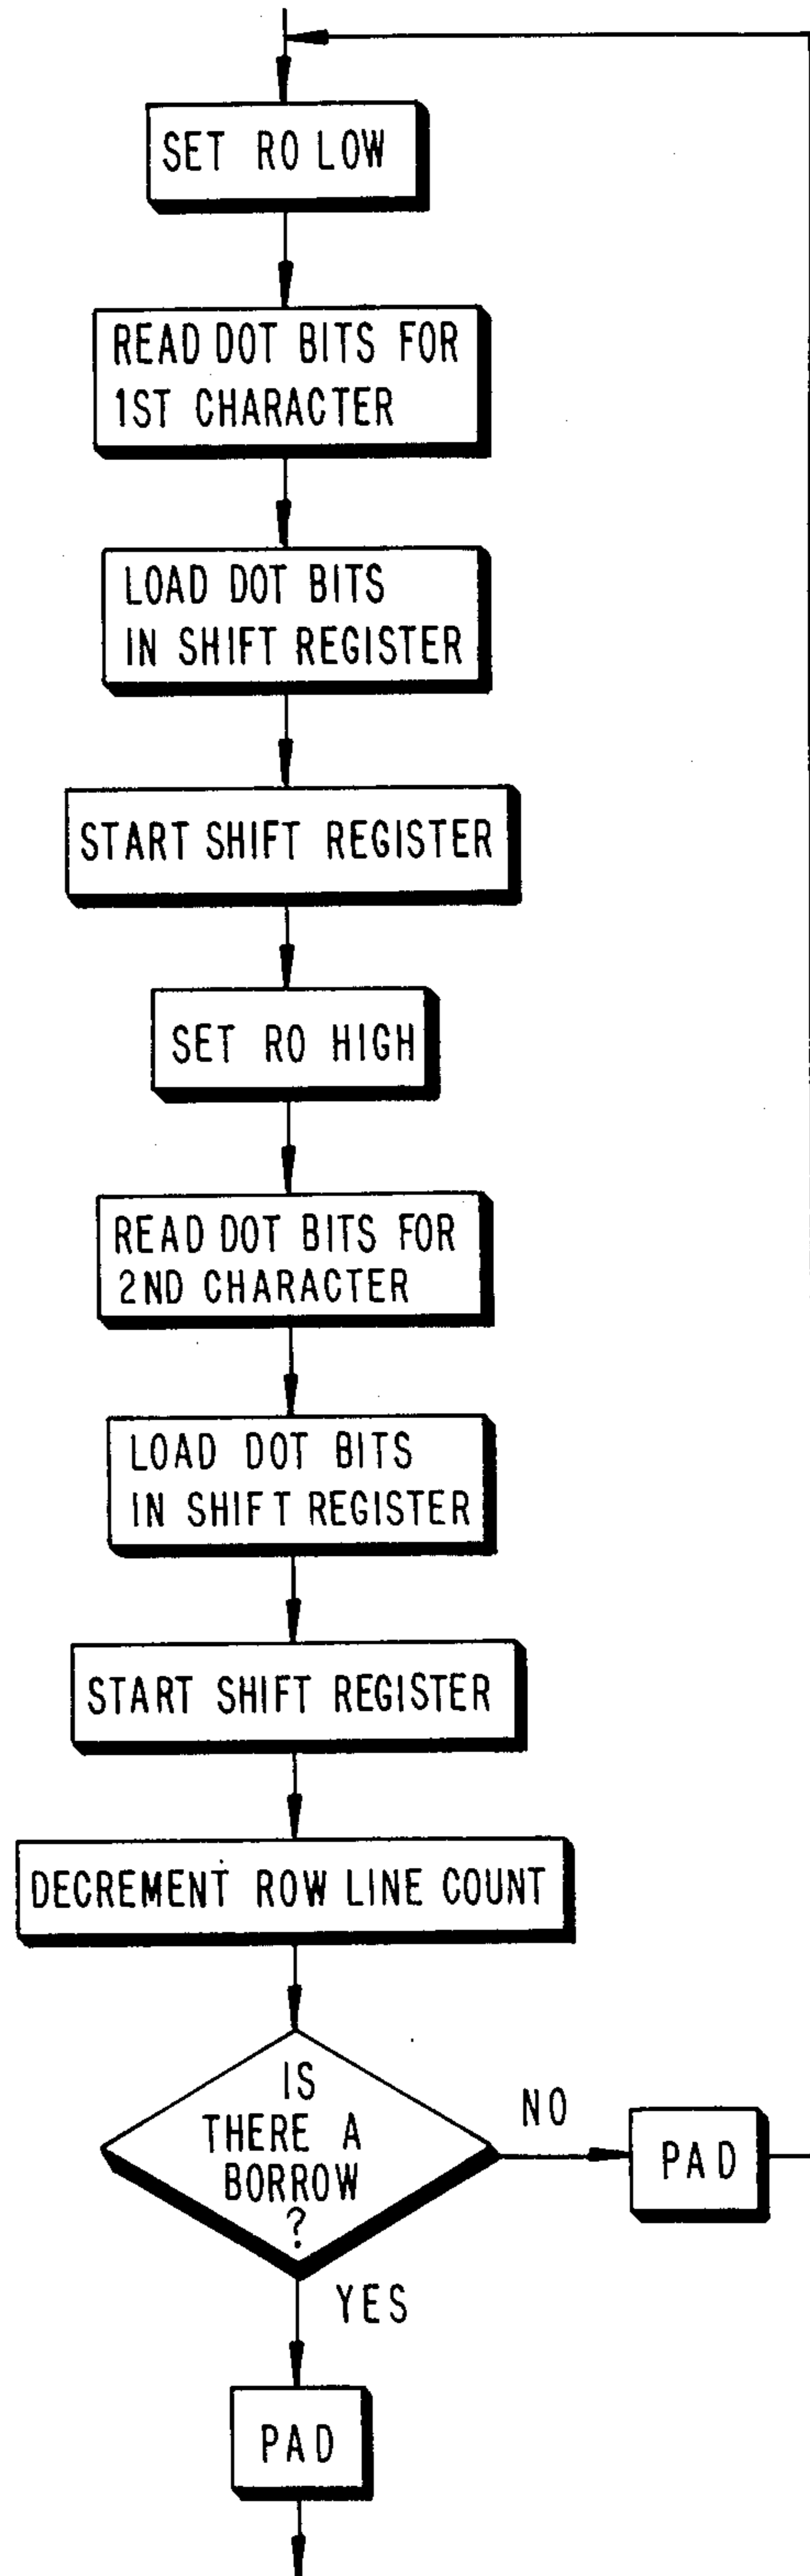 SET RO LOW
READ DOT BITS FOR
1ST CHARACTER
LOAD DOT BITS
IN SHIFT REGISTER
START SHIFT REGISTER
SET RO HIGH
READ DOT BITS FOR
2ND CHARACTER
LOAD DOT BITS
IN SHIFT REGISTER
START SHIFT REGISTER
DECREMENT ROW LINE COUNT
IS
THERE A
BORROW
?
NO
PAD
YES
PAD